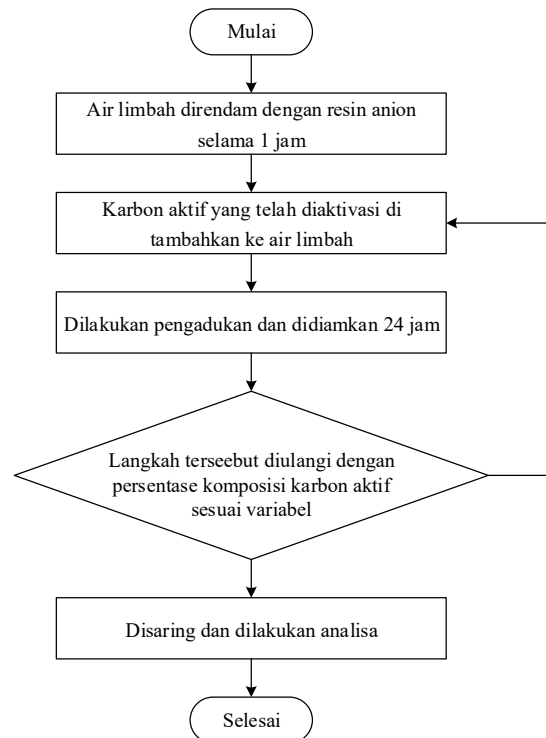 Mulai
Air limbah direndam dengan resin anion
selama 1 jam
Karbon aktif yang telah diaktivasi di
tambahkan ke air limbah
Dilakukan pengadukan dan didiamkan 24 jam
Langkah terseebut diulangi dengan
persentase komposisi karbon aktif
sesuai variabel
Disaring dan dilakukan analisa
Selesai